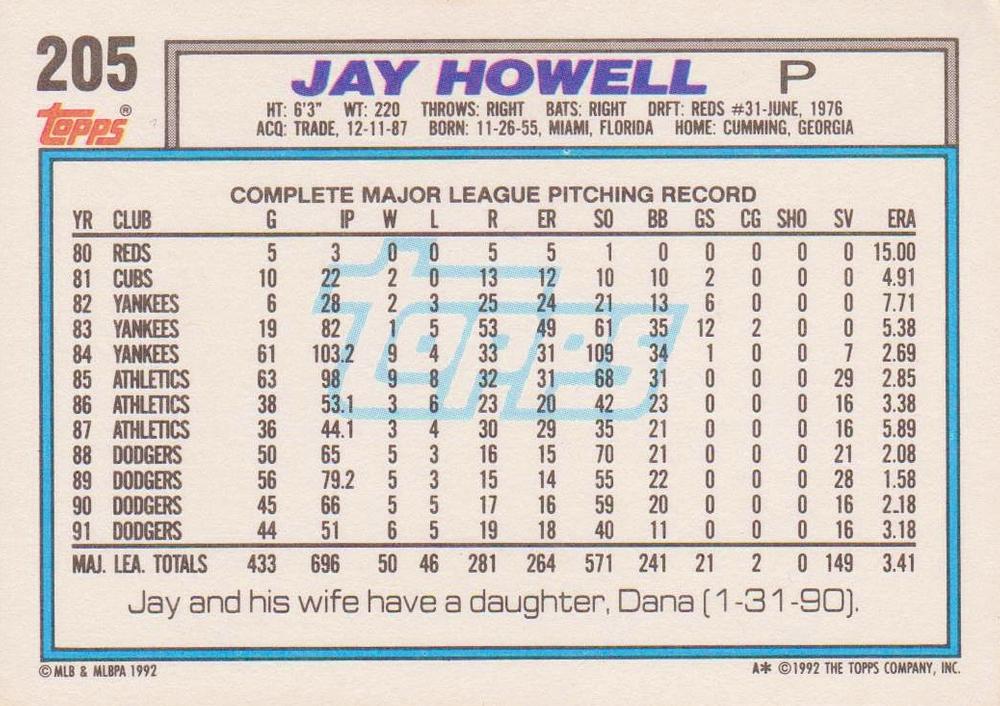 205
Topps®
JAY HOWELL P
HT: 6'3" WT: 220 THROWS: RIGHT BATS: RIGHT DRFT: REDS #31-JUNE, 1976
ACQ: TRADE, 12-11-87 BORN: 11-26-55, MIAMI, FLORIDA HOME: CUMMING, GEORGIA
COMPLETE MAJOR LEAGUE PITCHING RECORD
YR CLUB G IP W L R ER SO BB GS CG SHO SV ERA
80 REDS 5 3 0 0 5 5 1 0 0 0 0 0 15.00
81 CUBS 10 22 2 0 13 12 10 10 2 0 0 0 4.91
82 YANKEES 6 28 2 3 25 24 21 13 6 0 0 0 7.71
83 YANKEES 19 82 1 5 53 49 61 35 12 2 0 0 5.38
84 YANKEES 61 103.2 9 4 33 31 109 34 1 0 0 7 2.69
85 ATHLETICS 63 98 9 8 32 31 68 31 0 0 0 29 2.85
86 ATHLETICS 38 53.1 3 6 23 20 42 23 0 0 0 16 3.38
87 ATHLETICS 36 44.1 3 4 30 29 35 21 0 0 0 16 5.89
88 DODGERS 50 65 5 3 16 15 70 21 0 0 0 21 2.08
89 DODGERS 56 79.2 5 3 15 14 55 22 0 0 0 28 1.58
90 DODGERS 45 66 5 5 17 16 59 20 0 0 0 16 2.18
91 DODGERS 44 51 6 5 19 18 40 11 0 0 0 16 3.18
MAJ. LEA. TOTALS 433 696 50 46 281 264 571 241 21 2 0 149 3.41
Topps
Jay and his wife have a daughter, Dana (1-31-90).
© MLB & MLBPA 1992 A* © 1992 THE TOPPS COMPANY, INC.